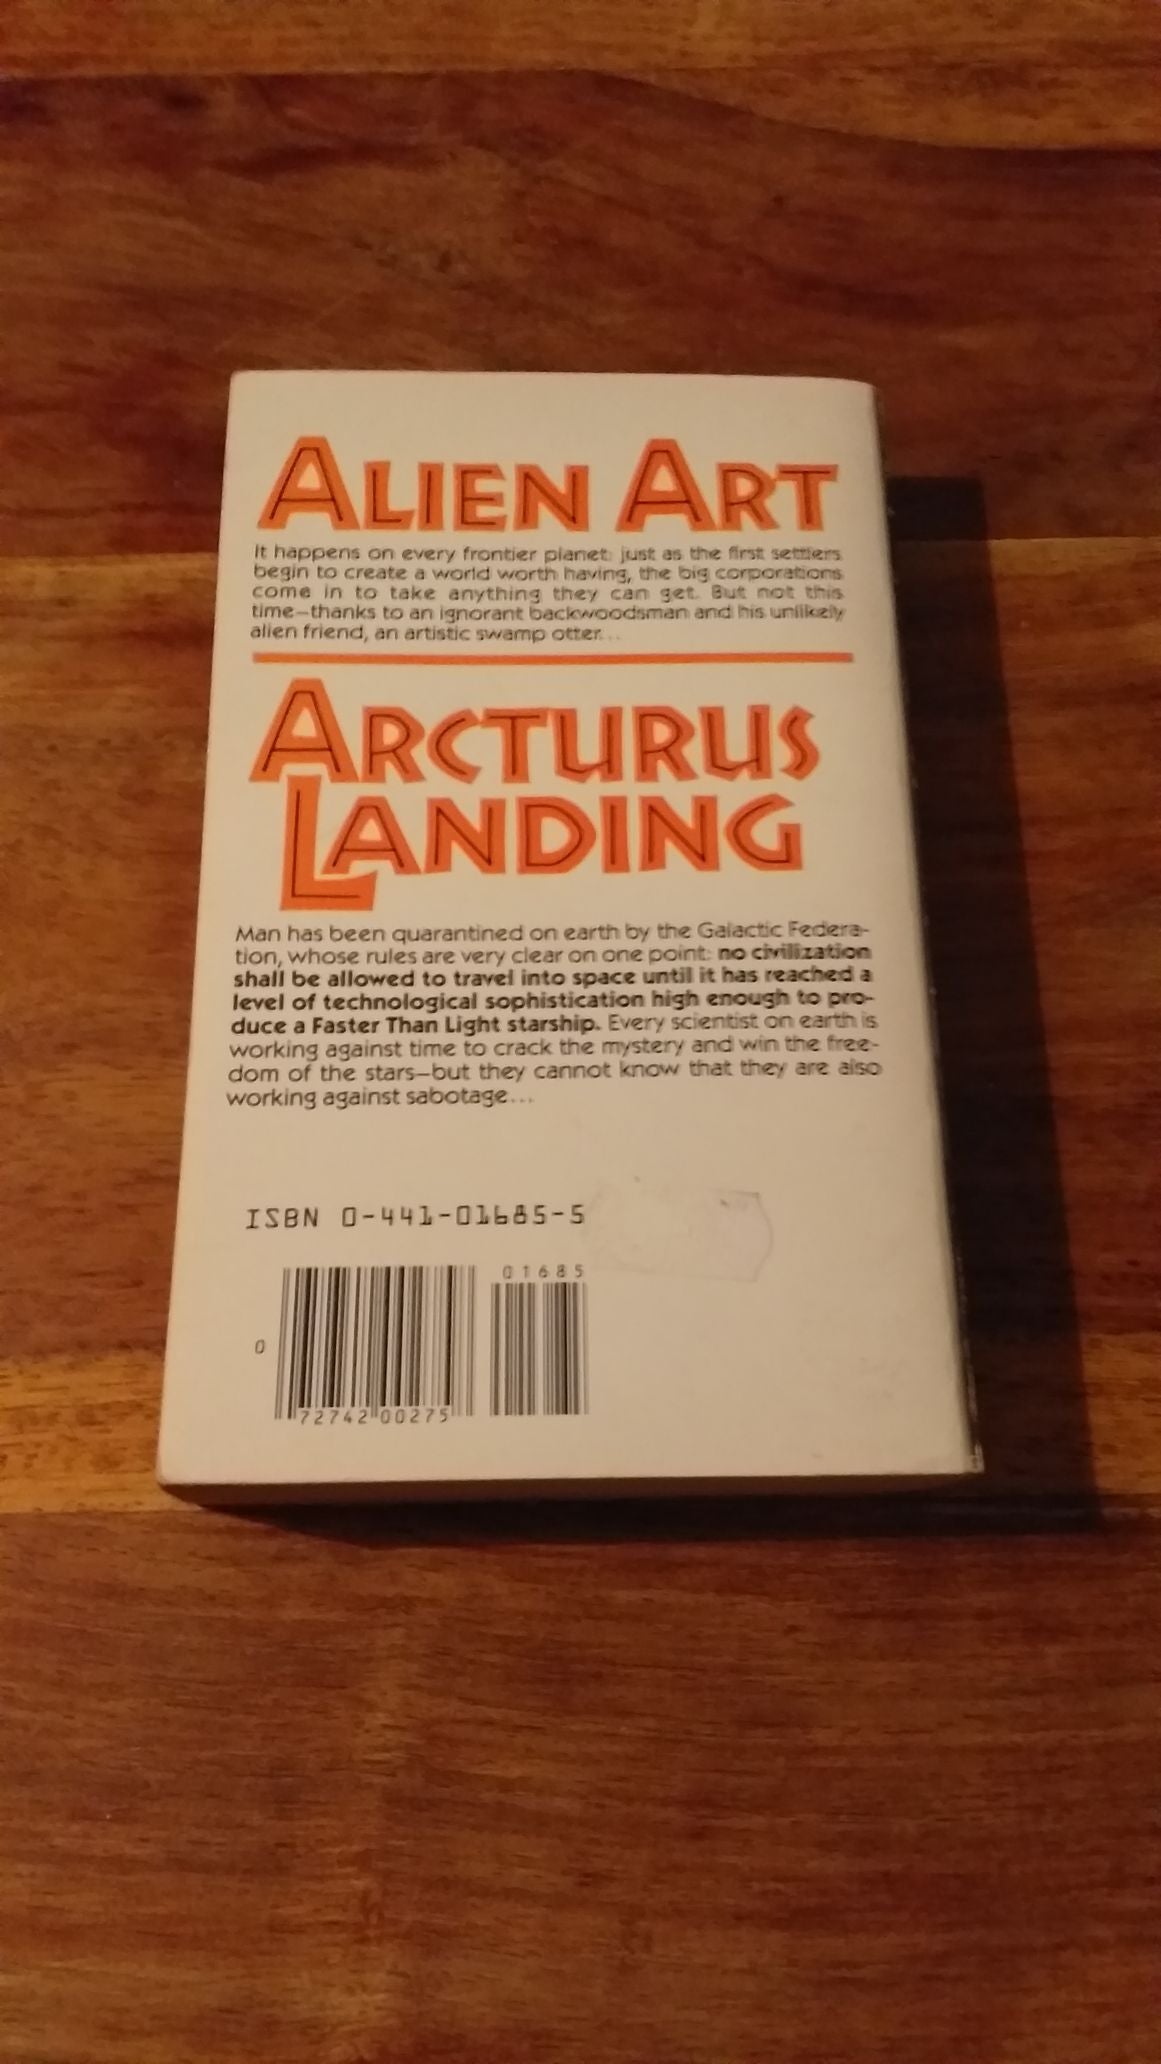 ALIEN ART
It happens on every frontier planet: just as the first settlers
begin to create a world worth having, the big corporations
come in to take anything they can get. But not this
time—thanks to an ignorant backwoodsman and his unlikely
alien friend, an artistic swamp otter...
ARCTURUS
LANDING
Man has been quarantined on earth by the Galactic Federa-
tion, whose rules are very clear on one point: no civilization
shall be allowed to travel into space until it has reached a
level of technological sophistication high enough to pro-
duce a Faster Than Light starship. Every scientist on earth is
working against time to crack the mystery and win the free-
dom of the stars—but they cannot know that they are also
working against sabotage...
ISBN 0-441-01685-5
01685
0
72742 00275